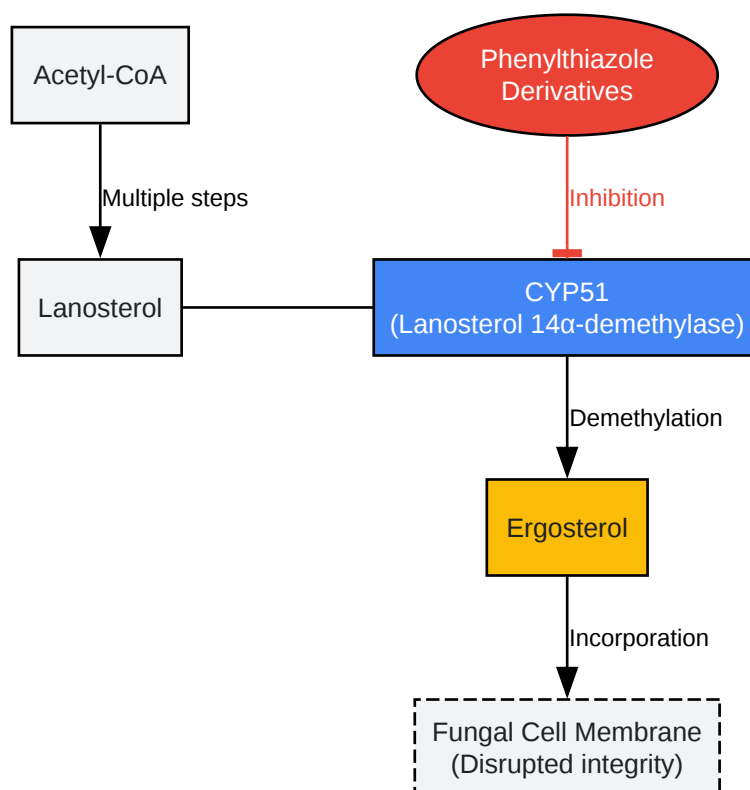 Acetyl-CoA
Phenylthiazole
Derivatives
Multiple steps
Inhibition
Lanosterol
CYP51
(Lanosterol 14α-demethylase)
Demethylation
Ergosterol
Incorporation
Fungal Cell Membrane
(Disrupted integrity)